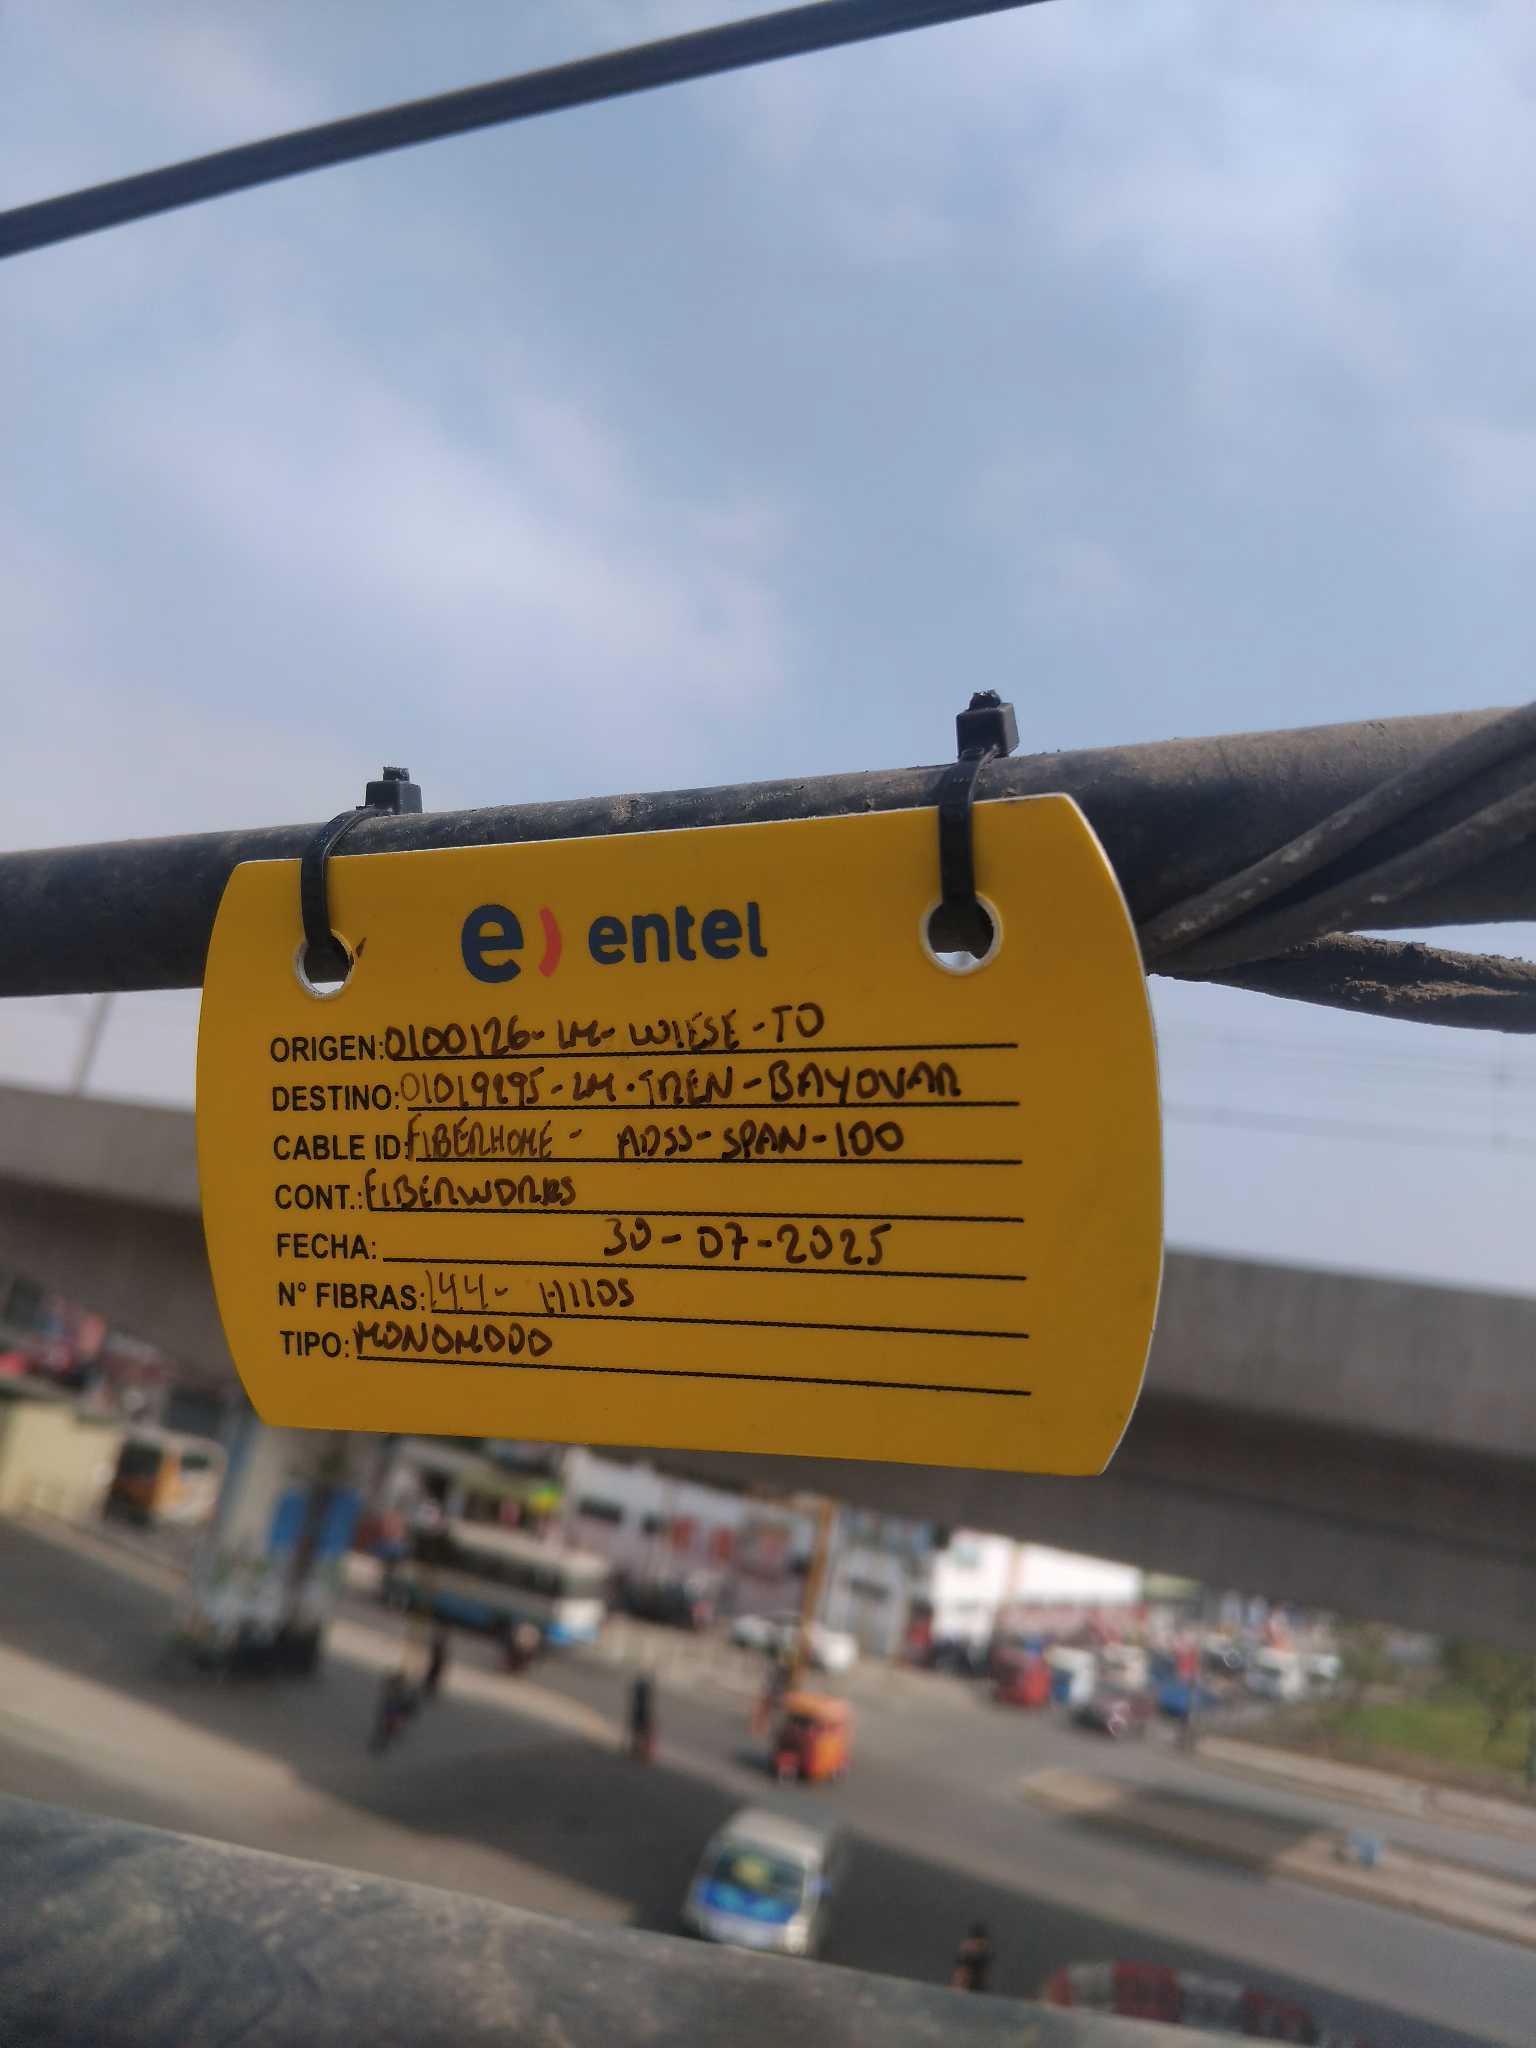 e) entel
ORIGEN: 0100126- LM- WIESE - TO
DESTINO: 01019295 - LM - TREN - BAYOVAR
CABLE ID: FIBERHOME - ADSS- SPAN-100
CONT.: FIBERWORKS
FECHA: 30-07-2025
N° FIBRAS: 144- HILOS
TIPO: MONOMODO